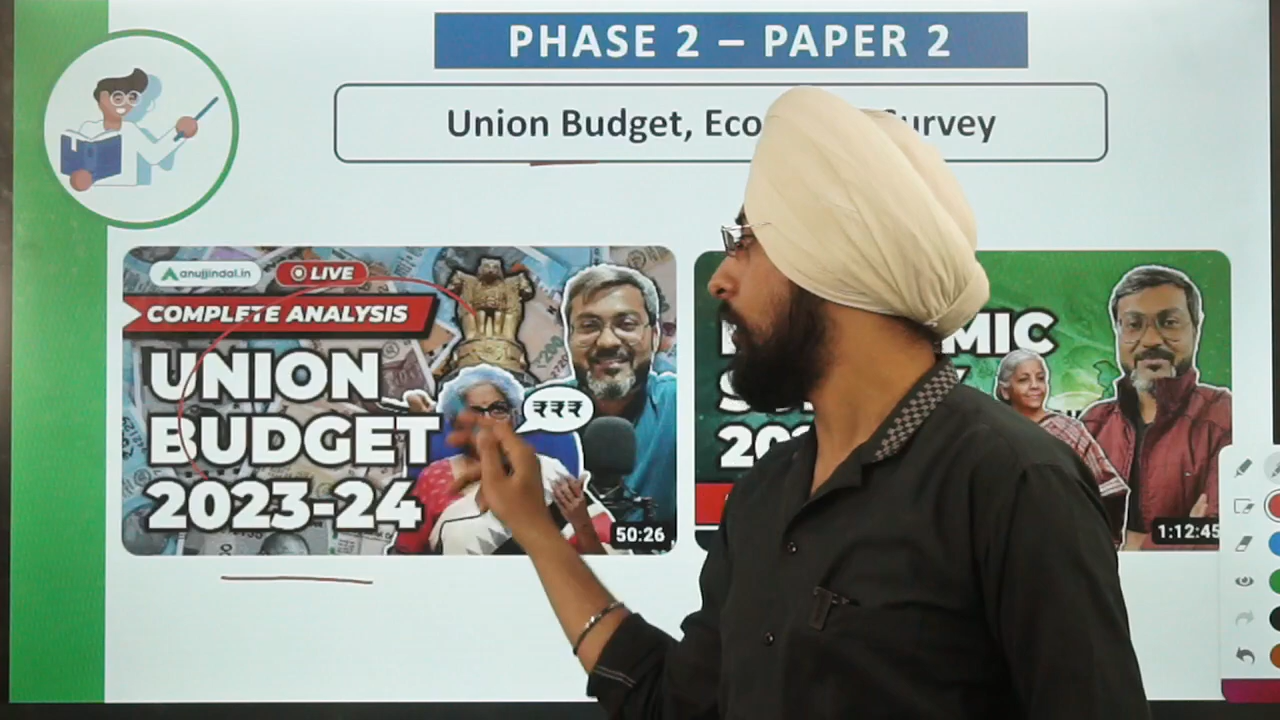 PHASE 2 – PAPER 2
Union Budget, Eco urvey
anujjindal.in
LIVE
COMPLETE ANALYSIS
UNION
BUDGET
2023-24
₹₹₹
50:26
MIC
20
1:12:45